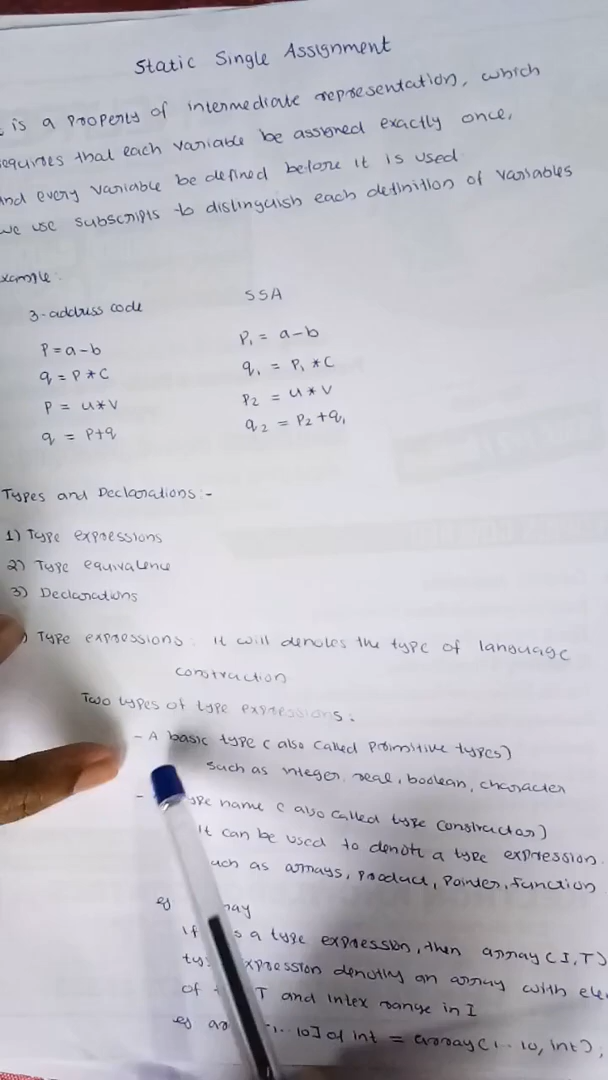 Static Single Assignment
is a property of intermediate representation, which
requires that each variable be assigned exactly once,
and every variable be defined before it is used
we use subscripts to distinguish each definition of variables
Example:
3-address code SSA
P = a-b P1 = a-b
q = P*C q1 = P1 *C
P = u*v P2 = u*v
q = P+q q2 = P2+q1
Types and Declarations:-
1) Type expressions
2) Type equivalence
3) Declarations
) Type expressions: it will denotes the type of language
construction
Two types of type expressions:
- A basic type ( also called primitive types)
such as integer, real, boolean, character
- type name ( also called type constructor)
It can be used to denote a type expression.
such as arrays, product, pointer, function
eg
If is a type expression, then array (I,T)
expression denoting an array with
of T and Intex range in I
eg 10] of int = array(1..10, int);